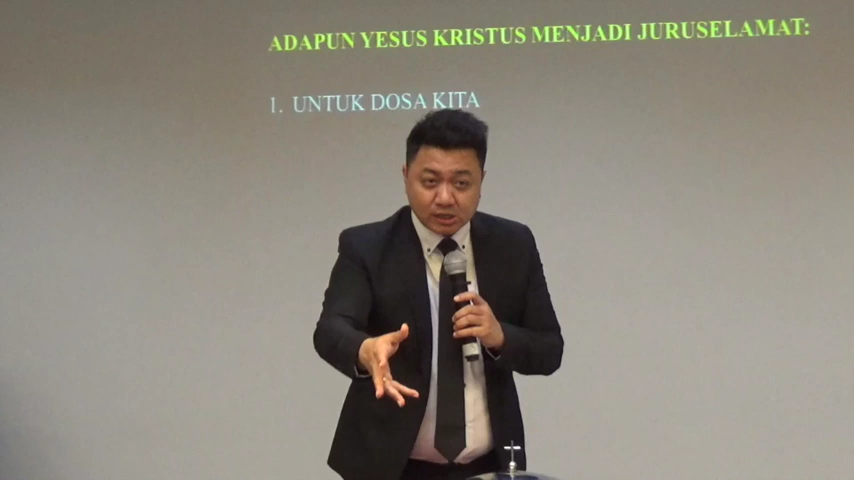 ADAPUN YESUS KRISTUS MENJADI JURUSELAMAT:
1. UNTUK DOSA KITA